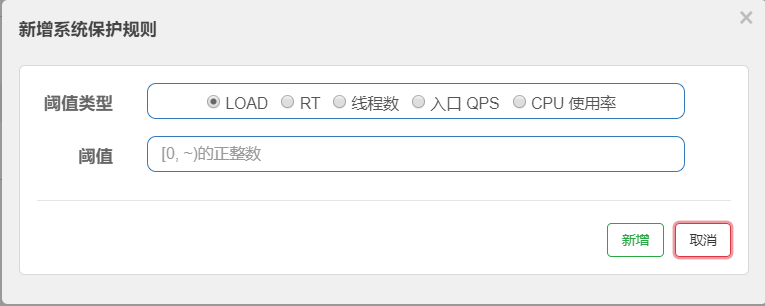 新增系统保护规则
×
阈值类型 LOAD RT 线程数 入口 QPS CPU 使用率
阈值 [0, ~)的正整数
新增 取消